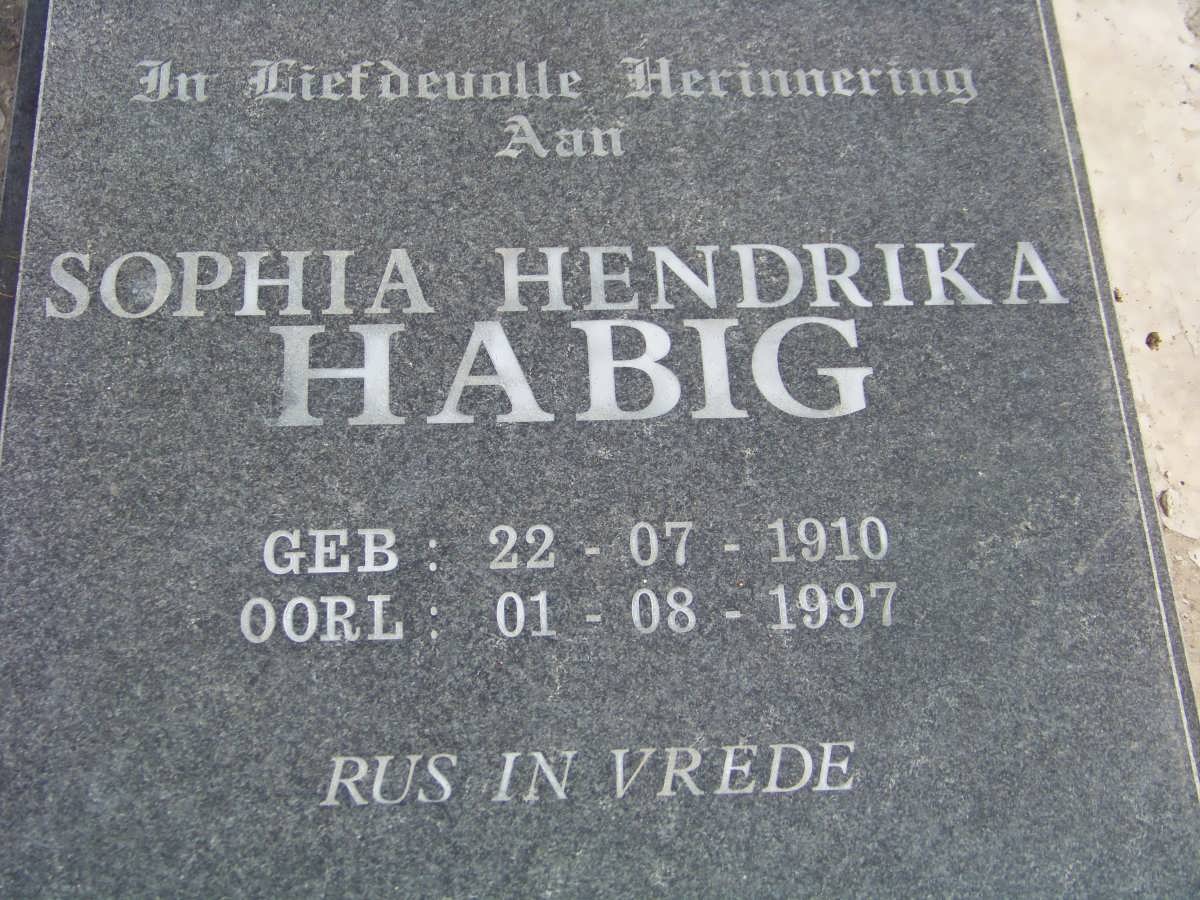 In Liefdevolle Herinnering
Aan
SOPHIA HENDRIKA
HABIG
GEB : 22 - 07 - 1910
OORL : 01 - 08 - 1997
RUS IN VREDE